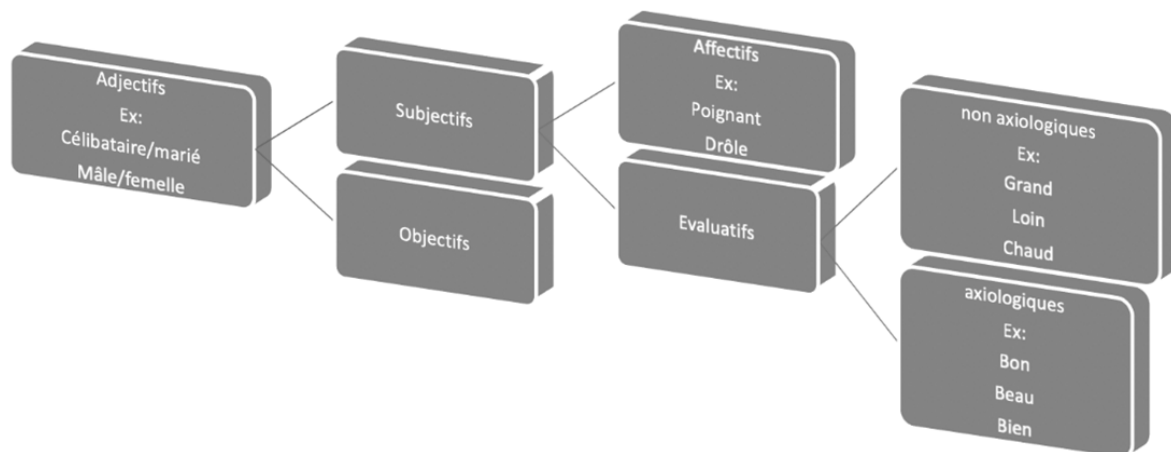 Adjectifs
Ex:
Célibataire/marié
Mâle/femelle
Subjectifs
Objectifs
Affectifs
Ex:
Poignant
Drôle
Evaluatifs
non axiologiques
Ex:
Grand
Loin
Chaud
axiologiques
Ex:
Bon
Beau
Bien